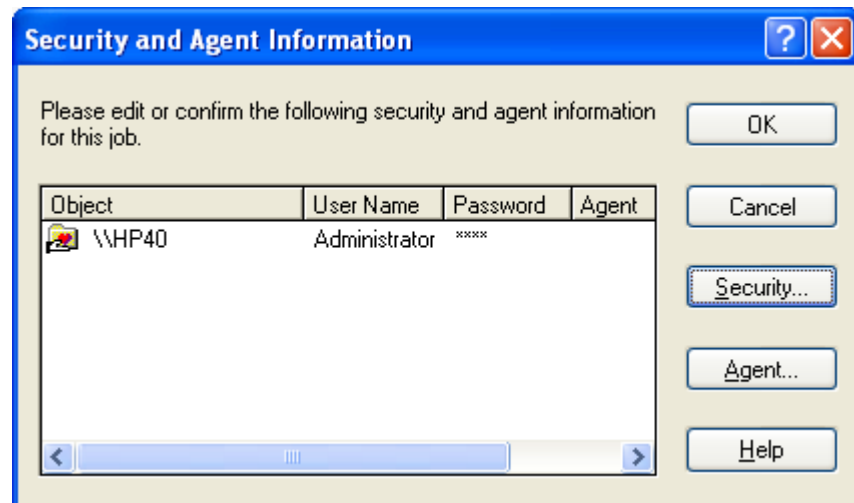 Security and Agent Information
Please edit or confirm the following security and agent information
for this job.
OK
Object User Name Password Agent
Cancel
\\HP40 Administrator ****
Security...
Agent...
Help